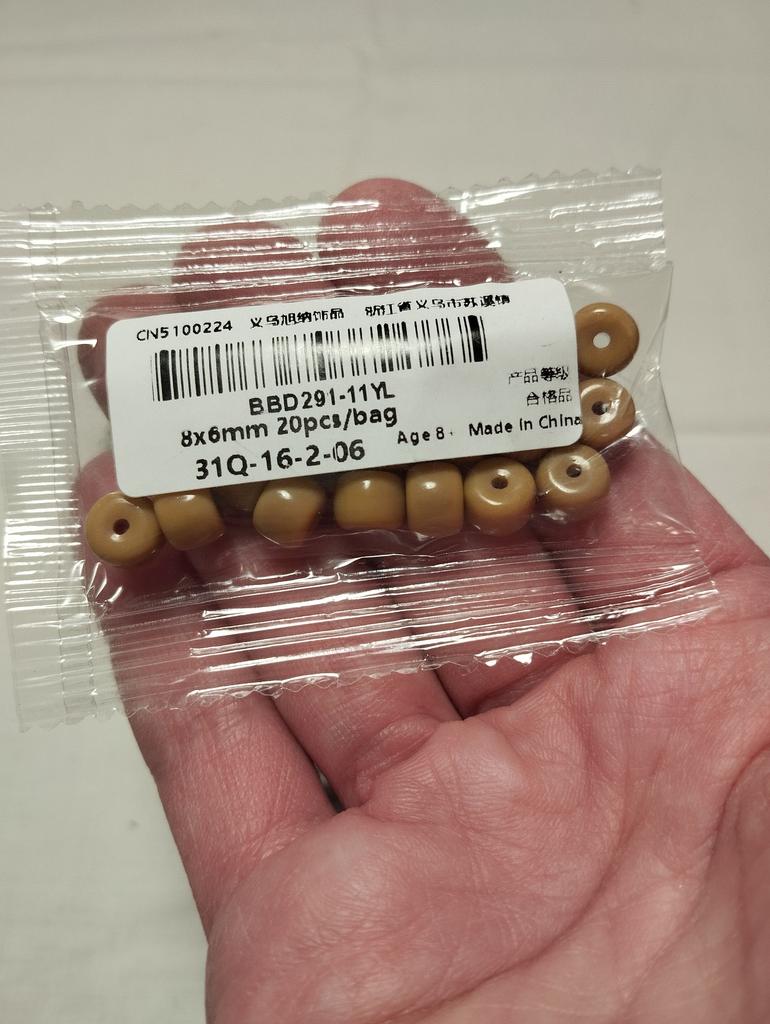 CN5100224 义乌旭纳饰品 浙江省义乌市苏溪镇
BBD291-11YL
8x6mm 20pcs/bag
31Q-16-2-06
产品等级
合格品
Age 8+ Made in China